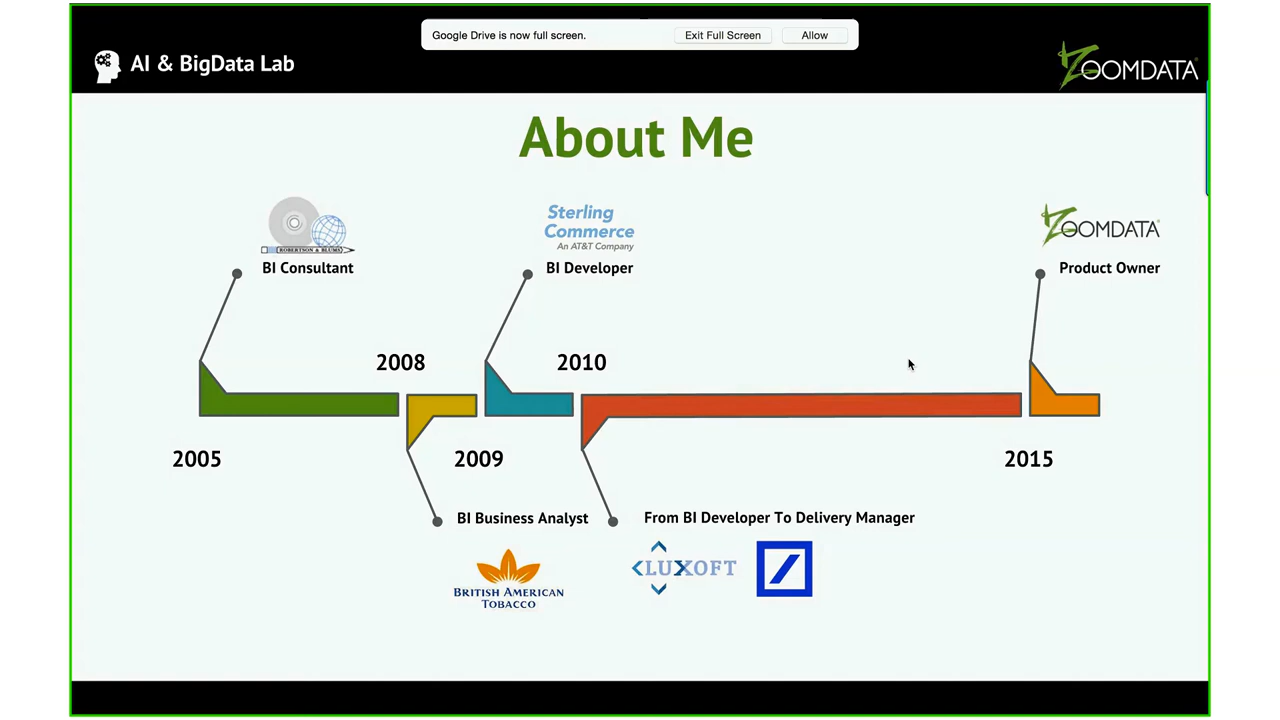 Google Drive is now full screen.
Exit Full Screen
Allow
AI & BigData Lab
ZOOMDATA
About Me
ROBERTSON & BLUMS
BI Consultant
Sterling
Commerce
An AT&T Company
BI Developer
ZOOMDATA
Product Owner
2008
2010
2005
2009
2015
BI Business Analyst
From BI Developer To Delivery Manager
BRITISH AMERICAN
TOBACCO
LUXOFT